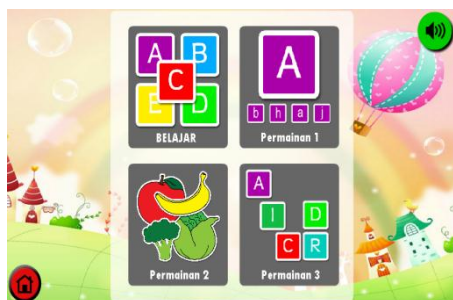 A B
C
E D
BELAJAR
A
b h a j
Permainan 1
Permainan 2
A
I D
C R
Permainan 3